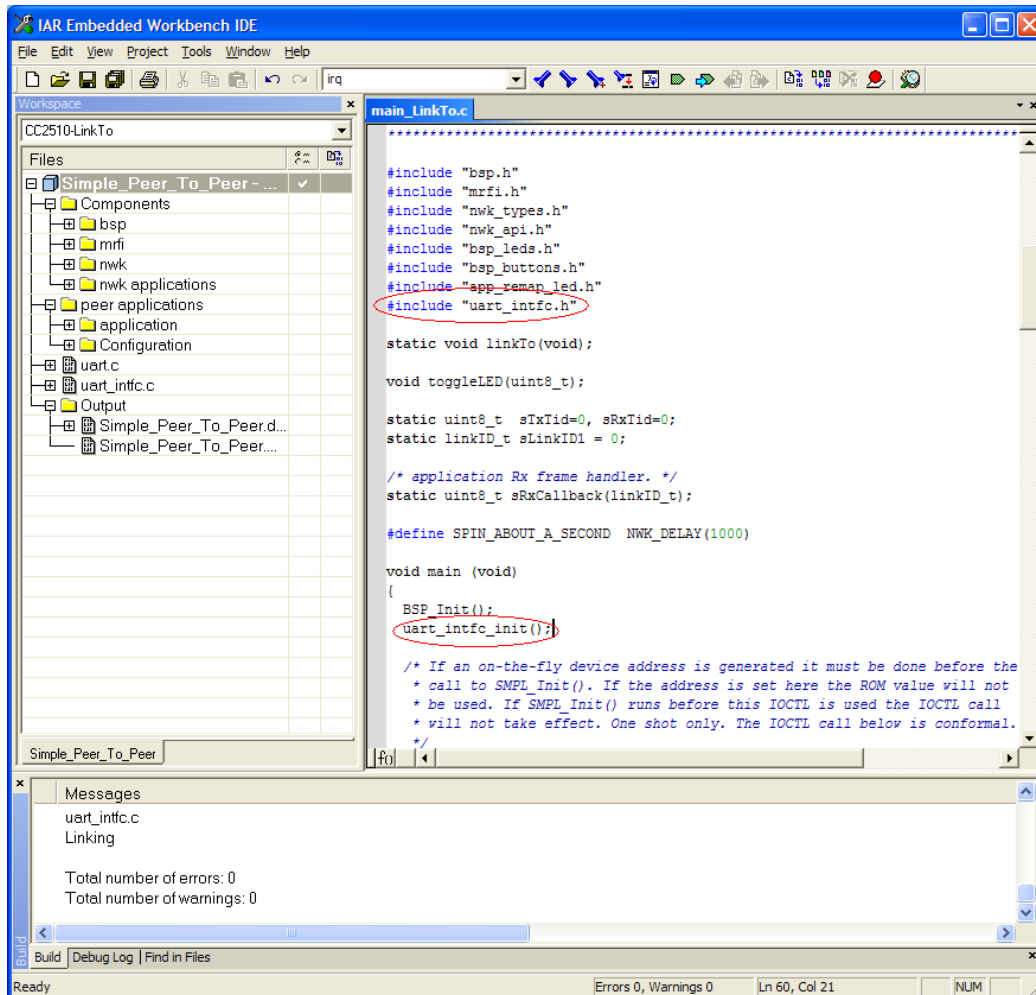 IAR Embedded Workbench IDE
File Edit View Project Tools Window Help
irq
Workspace
CC2510-LinkTo
Files
Simple_Peer_To_Peer - ...
Components
bsp
mrfi
nwk
nwk applications
peer applications
application
Configuration
uart.c
uart_intfc.c
Output
Simple_Peer_To_Peer.d...
Simple_Peer_To_Peer....
Simple_Peer_To_Peer
main_LinkTo.c
******************************************************************************
#include "bsp.h"
#include "mrfi.h"
#include "nwk_types.h"
#include "nwk_api.h"
#include "bsp_leds.h"
#include "bsp_buttons.h"
#include "app_remap_led.h"
#include "uart_intfc.h"
static void linkTo(void);
void toggleLED(uint8_t);
static uint8_t  sTxTid=0, sRxTid=0;
static linkID_t sLinkID1 = 0;
/* application Rx frame handler. */
static uint8_t sRxCallback(linkID_t);
#define SPIN_ABOUT_A_SECOND  NWK_DELAY(1000)
void main (void)
{
BSP_Init();
uart_intfc_init();
/* If an on-the-fly device address is generated it must be done before the
* call to SMPL_Init(). If the address is set here the ROM value will not
* be used. If SMPL_Init() runs before this IOCTL is used the IOCTL call
* will not take effect. One shot only. The IOCTL call below is conformal.
*/
f()
Messages
uart_intfc.c
Linking
Total number of errors: 0
Total number of warnings: 0
Build
Build Debug Log Find in Files
Ready Errors 0, Warnings 0 Ln 60, Col 21 NUM